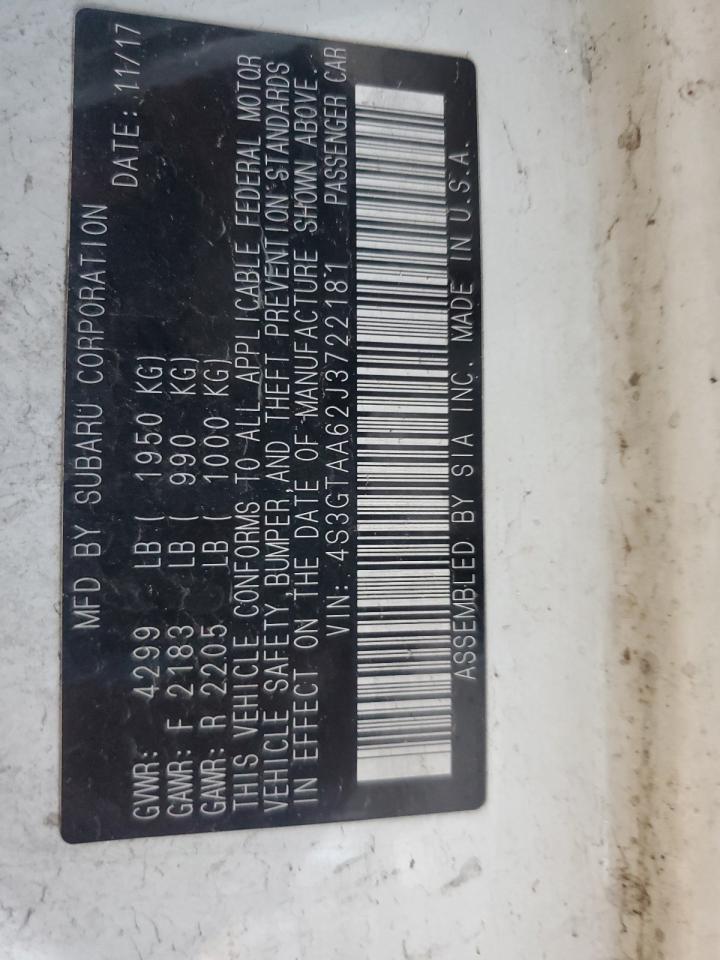 MFD BY SUBARU CORPORATION DATE: 11/17
GVWR: 4299 LB ( 1950 KG)
GAWR: F 2183 LB ( 990 KG)
GAWR: R 2205 LB ( 1000 KG)
THIS VEHICLE CONFORMS TO ALL APPLICABLE FEDERAL MOTOR
VEHICLE SAFETY, BUMPER, AND THEFT PREVENTION STANDARDS
IN EFFECT ON THE DATE OF MANUFACTURE SHOWN ABOVE.
VIN: 4S3GTAA62J3722181 PASSENGER CAR
ASSEMBLED BY SIA INC. MADE IN U.S.A.